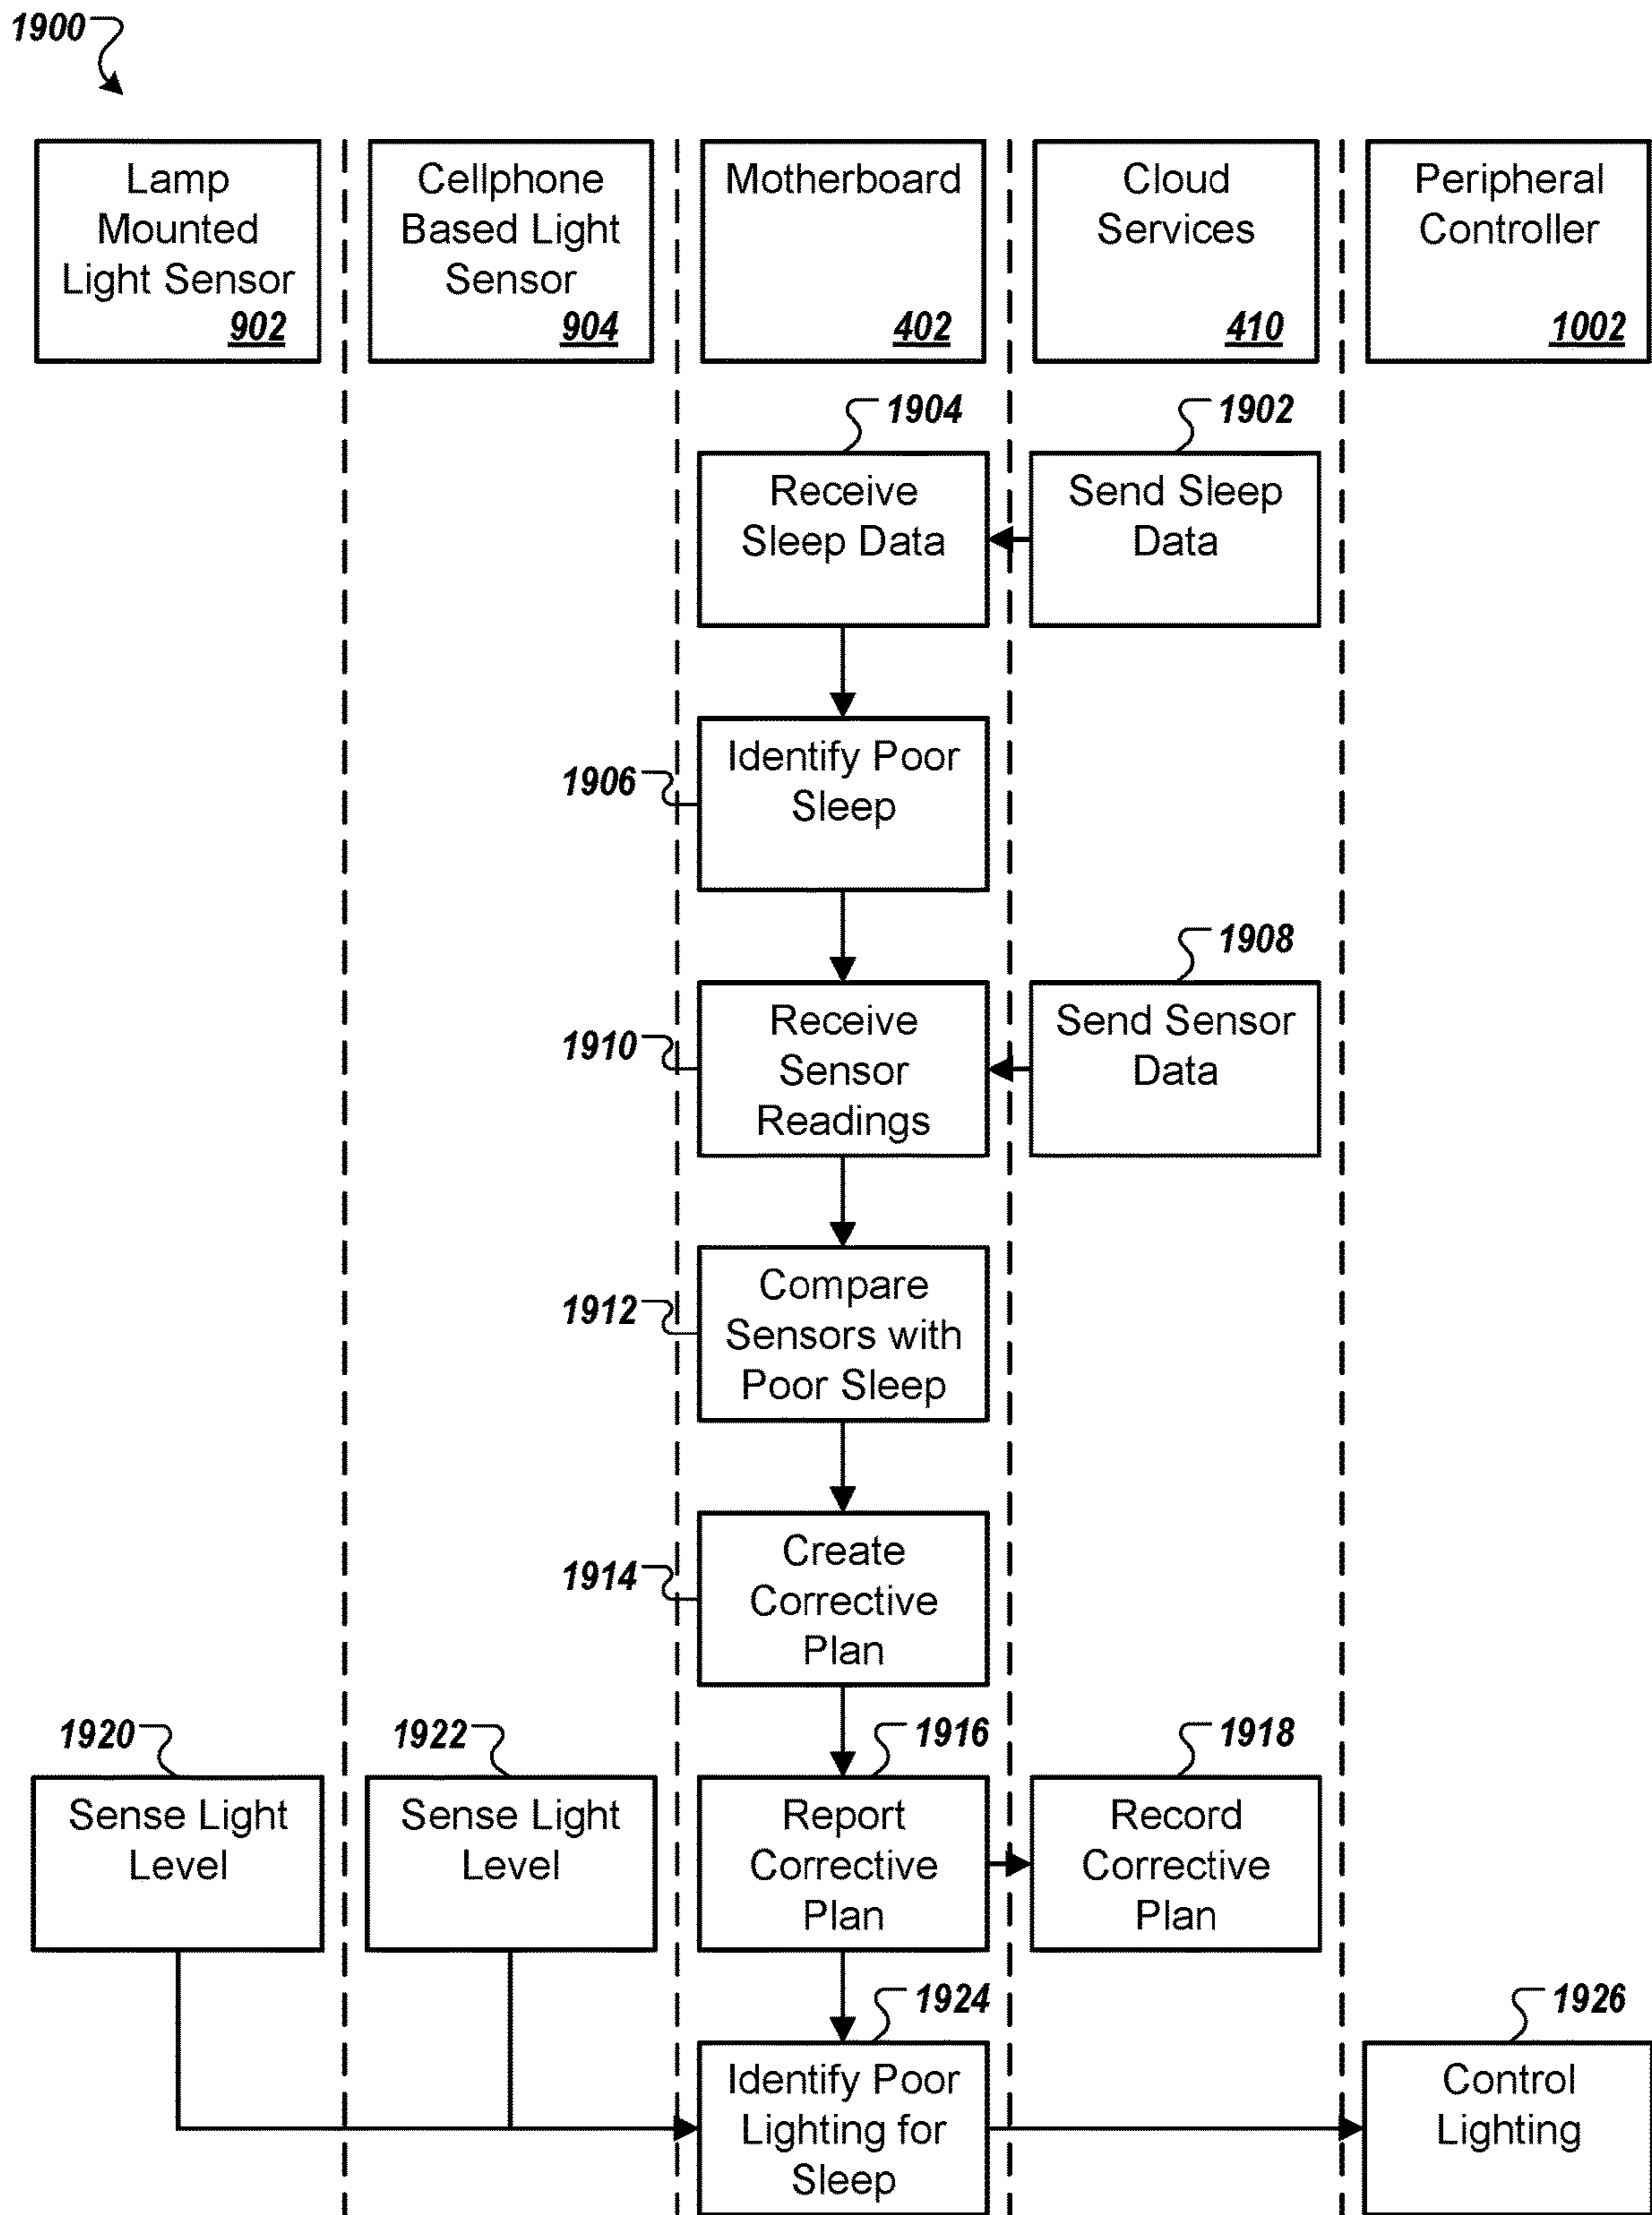 1900
Lamp
Mounted
Light Sensor
902
Cellphone
Based Light
Sensor
904
Motherboard
402
Cloud
Services
410
Peripheral
Controller
1002
1904
Receive
Sleep Data
1902
Send Sleep
Data
1906
Identify Poor
Sleep
1908
Send Sensor
Data
1910
Receive
Sensor
Readings
1912
Compare
Sensors with
Poor Sleep
1914
Create
Corrective
Plan
1920
Sense Light
Level
1922
Sense Light
Level
1916
Report
Corrective
Plan
1918
Record
Corrective
Plan
1924
Identify Poor
Lighting for
Sleep
1926
Control
Lighting